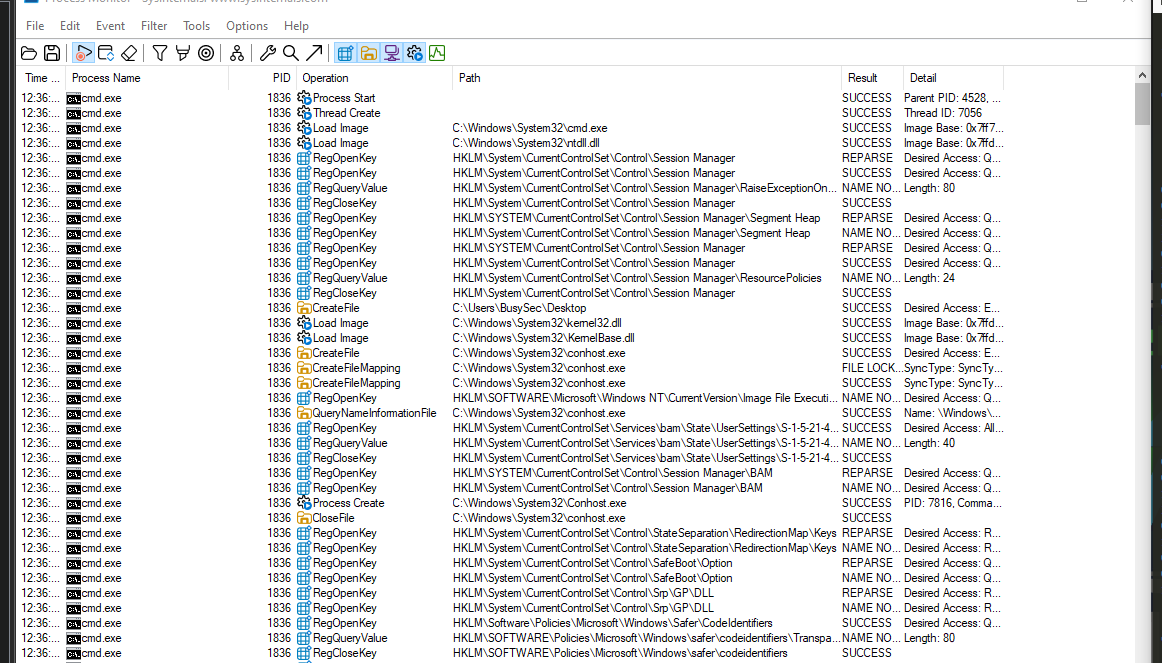 Process Monitor - Sysinternals: www.sysinternals.com
File Edit Event Filter Tools Options Help
Time ... Process Name PID Operation Path Result Detail
12:36:... cmd.exe 1836 Process Start SUCCESS Parent PID: 4528, ...
12:36:... cmd.exe 1836 Thread Create SUCCESS Thread ID: 7056
12:36:... cmd.exe 1836 Load Image C:\Windows\System32\cmd.exe SUCCESS Image Base: 0x7ff7...
12:36:... cmd.exe 1836 Load Image C:\Windows\System32\ntdll.dll SUCCESS Image Base: 0x7ffd...
12:36:... cmd.exe 1836 RegOpenKey HKLM\System\CurrentControlSet\Control\Session Manager REPARSE Desired Access: Q...
12:36:... cmd.exe 1836 RegOpenKey HKLM\System\CurrentControlSet\Control\Session Manager SUCCESS Desired Access: Q...
12:36:... cmd.exe 1836 RegQueryValue HKLM\System\CurrentControlSet\Control\Session Manager\RaiseExceptionOn... NAME NO... Length: 80
12:36:... cmd.exe 1836 RegCloseKey HKLM\System\CurrentControlSet\Control\Session Manager SUCCESS
12:36:... cmd.exe 1836 RegOpenKey HKLM\SYSTEM\CurrentControlSet\Control\Session Manager\Segment Heap REPARSE Desired Access: Q...
12:36:... cmd.exe 1836 RegOpenKey HKLM\System\CurrentControlSet\Control\Session Manager\Segment Heap NAME NO... Desired Access: Q...
12:36:... cmd.exe 1836 RegOpenKey HKLM\SYSTEM\CurrentControlSet\Control\Session Manager REPARSE Desired Access: Q...
12:36:... cmd.exe 1836 RegOpenKey HKLM\System\CurrentControlSet\Control\Session Manager SUCCESS Desired Access: Q...
12:36:... cmd.exe 1836 RegQueryValue HKLM\System\CurrentControlSet\Control\Session Manager\ResourcePolicies NAME NO... Length: 24
12:36:... cmd.exe 1836 RegCloseKey HKLM\System\CurrentControlSet\Control\Session Manager SUCCESS
12:36:... cmd.exe 1836 CreateFile C:\Users\BusySec\Desktop SUCCESS Desired Access: E...
12:36:... cmd.exe 1836 Load Image C:\Windows\System32\kernel32.dll SUCCESS Image Base: 0x7ffd...
12:36:... cmd.exe 1836 Load Image C:\Windows\System32\KernelBase.dll SUCCESS Image Base: 0x7ffd...
12:36:... cmd.exe 1836 CreateFile C:\Windows\System32\conhost.exe SUCCESS Desired Access: E...
12:36:... cmd.exe 1836 CreateFileMapping C:\Windows\System32\conhost.exe FILE LOCK... SyncType: SyncTy...
12:36:... cmd.exe 1836 CreateFileMapping C:\Windows\System32\conhost.exe SUCCESS SyncType: SyncTy...
12:36:... cmd.exe 1836 RegOpenKey HKLM\SOFTWARE\Microsoft\Windows NT\CurrentVersion\Image File Executi... NAME NO... Desired Access: Q...
12:36:... cmd.exe 1836 QueryNameInformationFile C:\Windows\System32\conhost.exe SUCCESS Name: \Windows\...
12:36:... cmd.exe 1836 RegOpenKey HKLM\System\CurrentControlSet\Services\bam\State\UserSettings\S-1-5-21-4... SUCCESS Desired Access: All...
12:36:... cmd.exe 1836 RegQueryValue HKLM\System\CurrentControlSet\Services\bam\State\UserSettings\S-1-5-21-4... NAME NO... Length: 40
12:36:... cmd.exe 1836 RegCloseKey HKLM\System\CurrentControlSet\Services\bam\State\UserSettings\S-1-5-21-4... SUCCESS
12:36:... cmd.exe 1836 RegOpenKey HKLM\SYSTEM\CurrentControlSet\Control\Session Manager\BAM REPARSE Desired Access: Q...
12:36:... cmd.exe 1836 RegOpenKey HKLM\System\CurrentControlSet\Control\Session Manager\BAM NAME NO... Desired Access: Q...
12:36:... cmd.exe 1836 Process Create C:\Windows\System32\Conhost.exe SUCCESS PID: 7816, Comma...
12:36:... cmd.exe 1836 CloseFile C:\Windows\System32\conhost.exe SUCCESS
12:36:... cmd.exe 1836 RegOpenKey HKLM\System\CurrentControlSet\Control\StateSeparation\RedirectionMap\Keys REPARSE Desired Access: R...
12:36:... cmd.exe 1836 RegOpenKey HKLM\System\CurrentControlSet\Control\StateSeparation\RedirectionMap\Keys NAME NO... Desired Access: R...
12:36:... cmd.exe 1836 RegOpenKey HKLM\System\CurrentControlSet\Control\SafeBoot\Option REPARSE Desired Access: Q...
12:36:... cmd.exe 1836 RegOpenKey HKLM\System\CurrentControlSet\Control\SafeBoot\Option NAME NO... Desired Access: Q...
12:36:... cmd.exe 1836 RegOpenKey HKLM\System\CurrentControlSet\Control\Srp\GP\DLL REPARSE Desired Access: R...
12:36:... cmd.exe 1836 RegOpenKey HKLM\System\CurrentControlSet\Control\Srp\GP\DLL NAME NO... Desired Access: R...
12:36:... cmd.exe 1836 RegOpenKey HKLM\Software\Policies\Microsoft\Windows\Safer\CodeIdentifiers SUCCESS Desired Access: Q...
12:36:... cmd.exe 1836 RegQueryValue HKLM\SOFTWARE\Policies\Microsoft\Windows\safer\codeidentifiers\Transpa... NAME NO... Length: 80
12:36:... cmd.exe 1836 RegCloseKey HKLM\SOFTWARE\Policies\Microsoft\Windows\safer\codeidentifiers SUCCESS